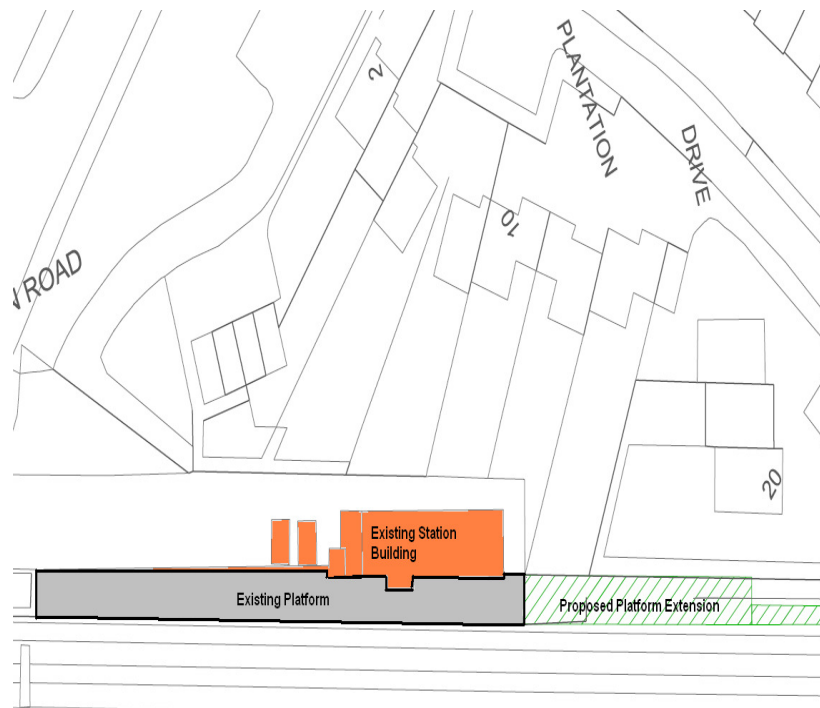 2
PLANTATION
DRIVE
10
ROAD
20
Existing Station
Building
Existing Platform
Proposed Platform Extension